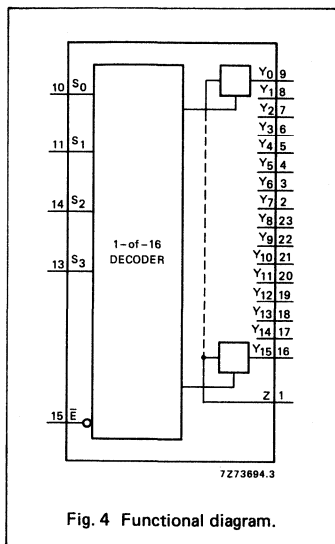 10 S0
11 S1
14 S2
13 S3
15 E̅
1-of-16
DECODER
Y0 9
Y1 8
Y2 7
Y3 6
Y4 5
Y5 4
Y6 3
Y7 2
Y8 23
Y9 22
Y10 21
Y11 20
Y12 19
Y13 18
Y14 17
Y15 16
Z 1
7Z73694.3
Fig. 4 Functional diagram.